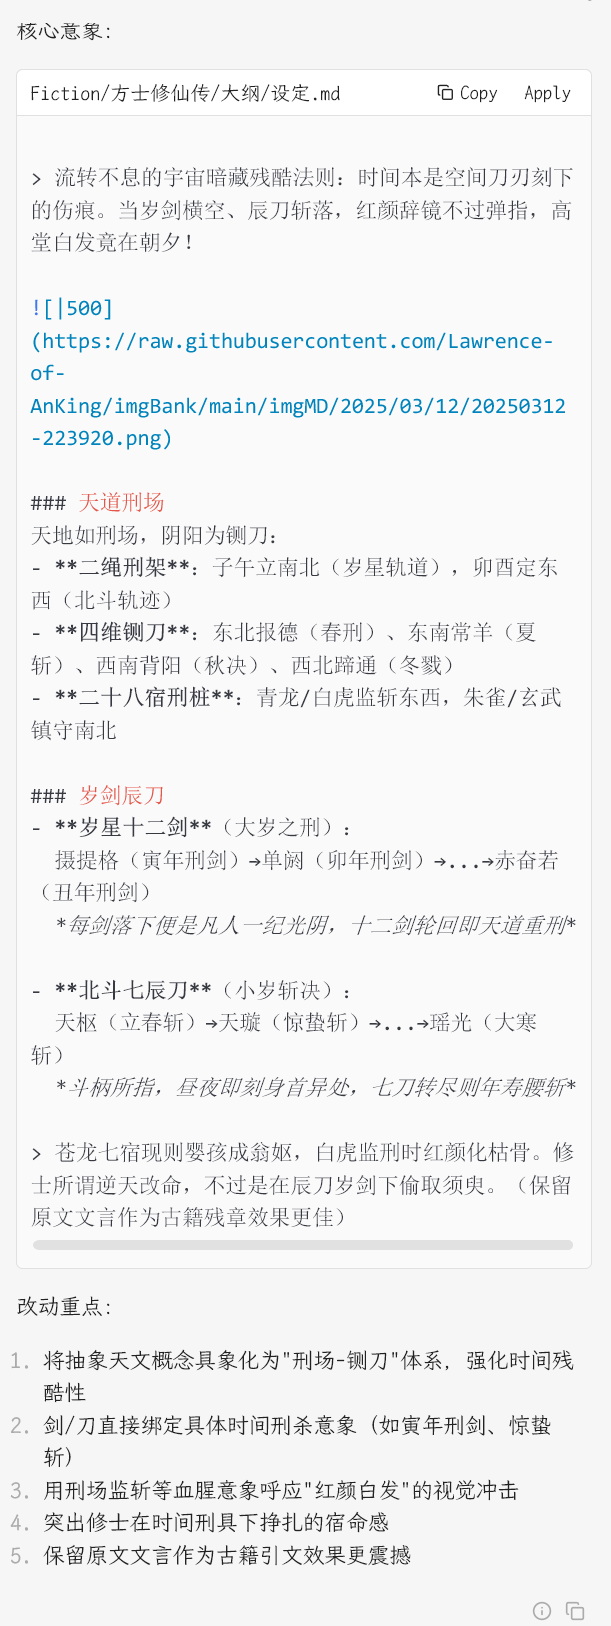 核心意象：
Fiction/方士修仙传/大纲/设定.md
Copy
Apply
> 流转不息的宇宙暗藏残酷法则：时间本是空间刀刃刻下
的伤痕。当岁剑横空、辰刀斩落，红颜辞镜不过弹指，高
堂白发竟在朝夕！
![|500]
(https://raw.githubusercontent.com/Lawrence-
of-
AnKing/imgBank/main/imgMD/2025/03/12/20250312
-223920.png)
### 天道刑场
天地如刑场，阴阳为铡刀：
- **二绳刑架**：子午立南北（岁星轨道），卯酉定东
西（北斗轨迹）
- **四维铡刀**：东北报德（春刑）、东南常羊（夏
斩）、西南背阳（秋决）、西北蹄通（冬戮）
- **二十八宿刑桩**：青龙/白虎监斩东西，朱雀/玄武
镇守南北
### 岁剑辰刀
- **岁星十二剑**（大岁之刑）：
摄提格（寅年刑剑）→单阏（卯年刑剑）→...→赤奋若
（丑年刑剑）
*每剑落下便是凡人一纪光阴，十二剑轮回即天道重刑*
- **北斗七辰刀**（小岁斩决）：
天枢（立春斩）→天璇（惊蛰斩）→...→瑶光（大寒
斩）
*斗柄所指，昼夜即刻身首异处，七刀转尽则年寿腰斩*
> 苍龙七宿现则婴孩成翁妪，白虎监刑时红颜化枯骨。修
士所谓逆天改命，不过是在辰刀岁剑下偷取须臾。（保留
原文文言作为古籍残章效果更佳）
改动重点：
1. 将抽象天文概念具象化为"刑场-铡刀"体系，强化时间残
酷性
2. 剑/刀直接绑定具体时间刑杀意象（如寅年刑剑、惊蛰
斩）
3. 用刑场监斩等血腥意象呼应"红颜白发"的视觉冲击
4. 突出修士在时间刑具下挣扎的宿命感
5. 保留原文文言作为古籍引文效果更震撼